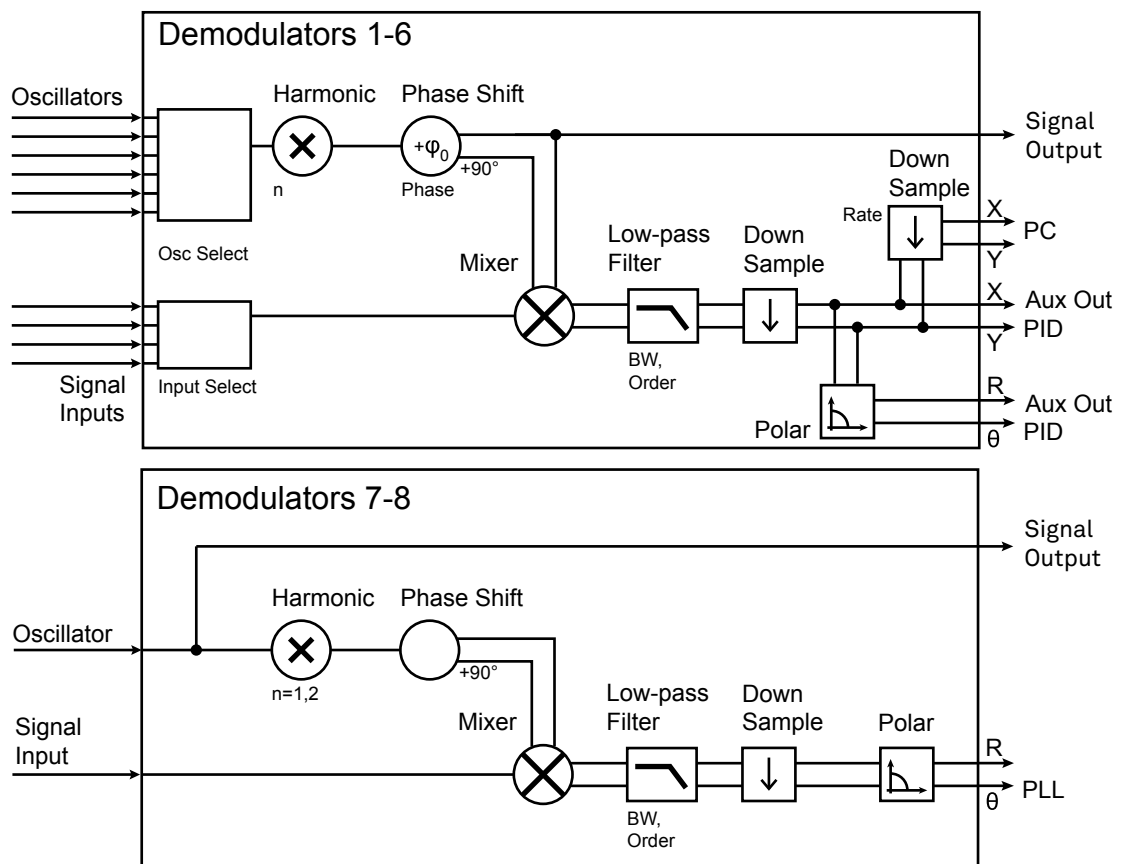 Demodulators 1-6
Oscillators
Harmonic
Phase Shift
+φ0
+90°
n
Phase
Osc Select
Signal
Output
Down
Sample
Rate
X
PC
Y
Mixer
Low-pass
Filter
Down
Sample
BW,
Order
X
Aux Out
PID
Y
Input Select
Signal
Inputs
Polar
R
Aux Out
PID
θ
Demodulators 7-8
Signal
Output
Harmonic
Phase Shift
Oscillator
+90°
n=1,2
Mixer
Low-pass
Filter
Down
Sample
Polar
Signal
Input
R
PLL
θ
BW,
Order